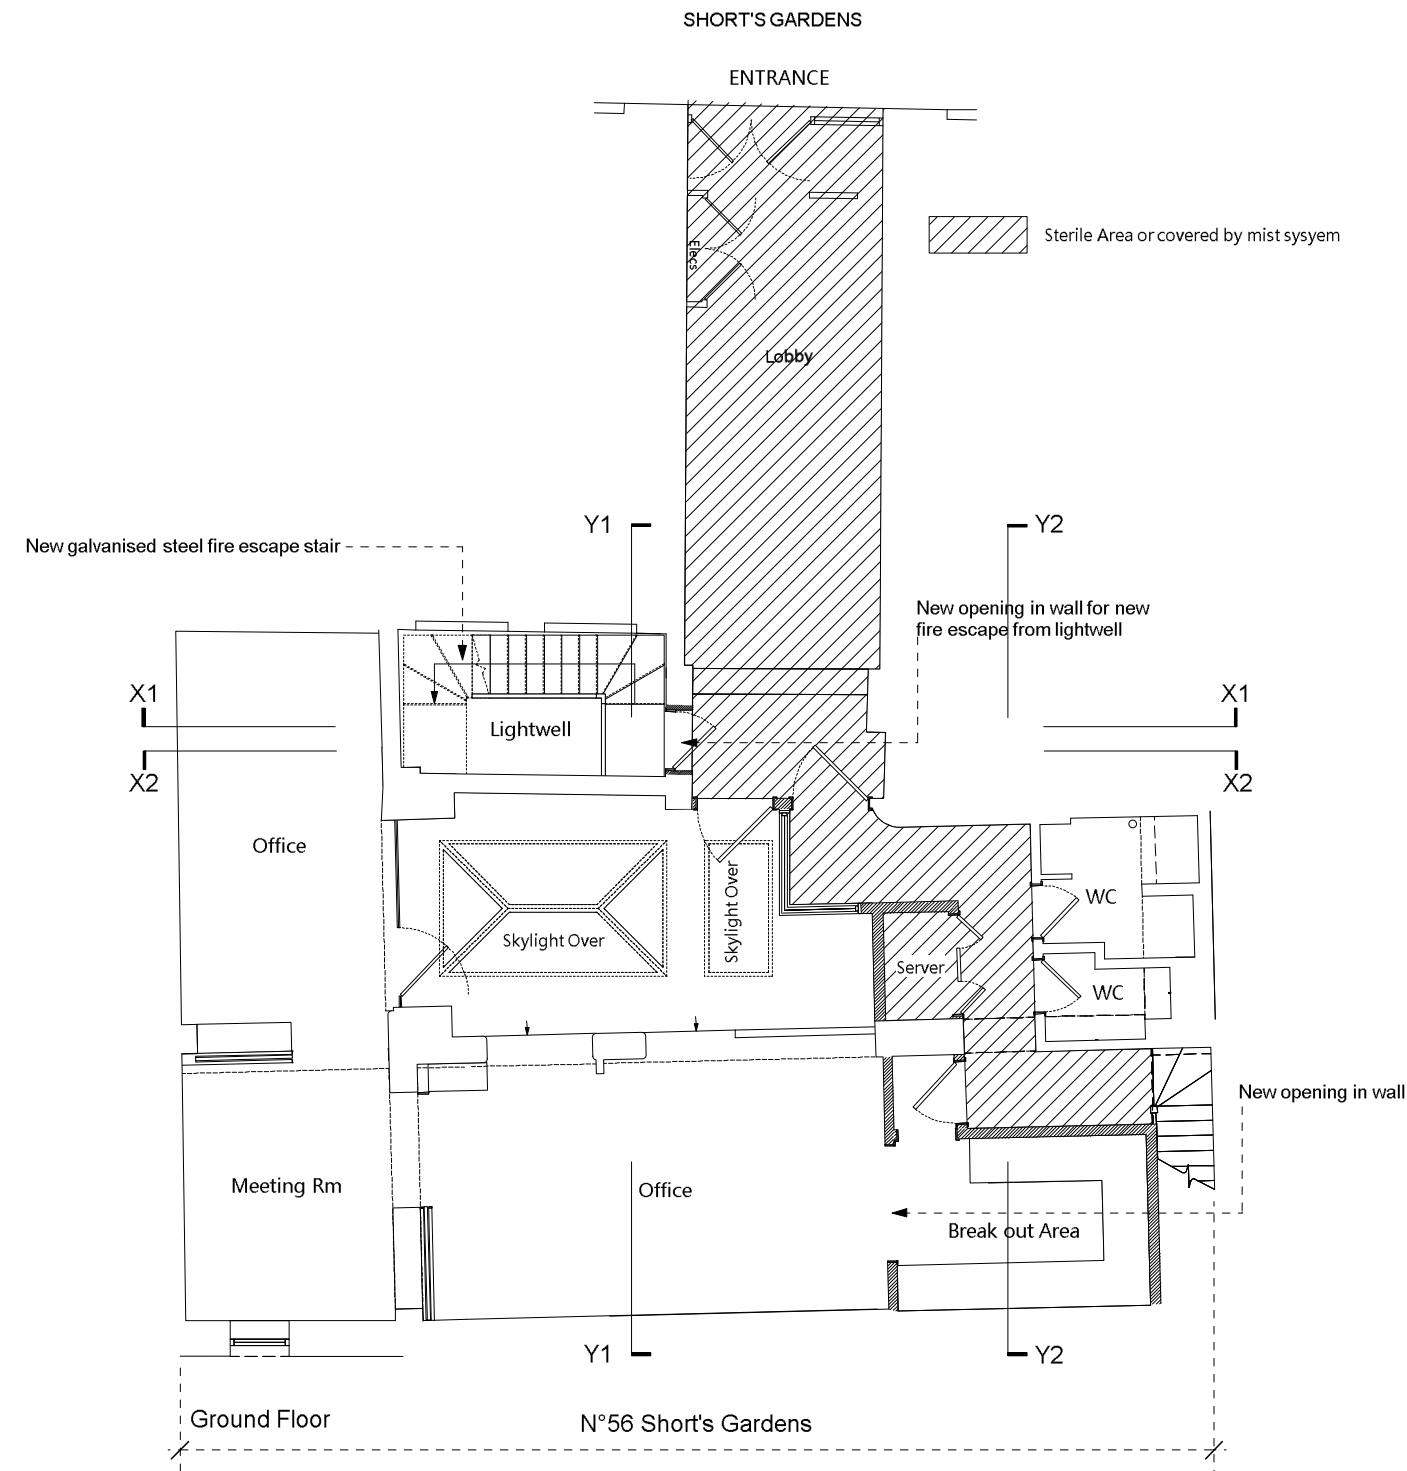 SHORT'S GARDENS
ENTRANCE
Sterile Area or covered by mist sysyem
Elecs
Lobby
Y1
Y2
New galvanised steel fire escape stair
New opening in wall for new
fire escape from lightwell
X1
X1
Lightwell
X2
X2
Office
Skylight Over
Skylight Over
WC
Server
WC
New opening in wall
Meeting Rm
Office
Break out Area
Y1
Y2
Ground Floor
N°56 Short's Gardens